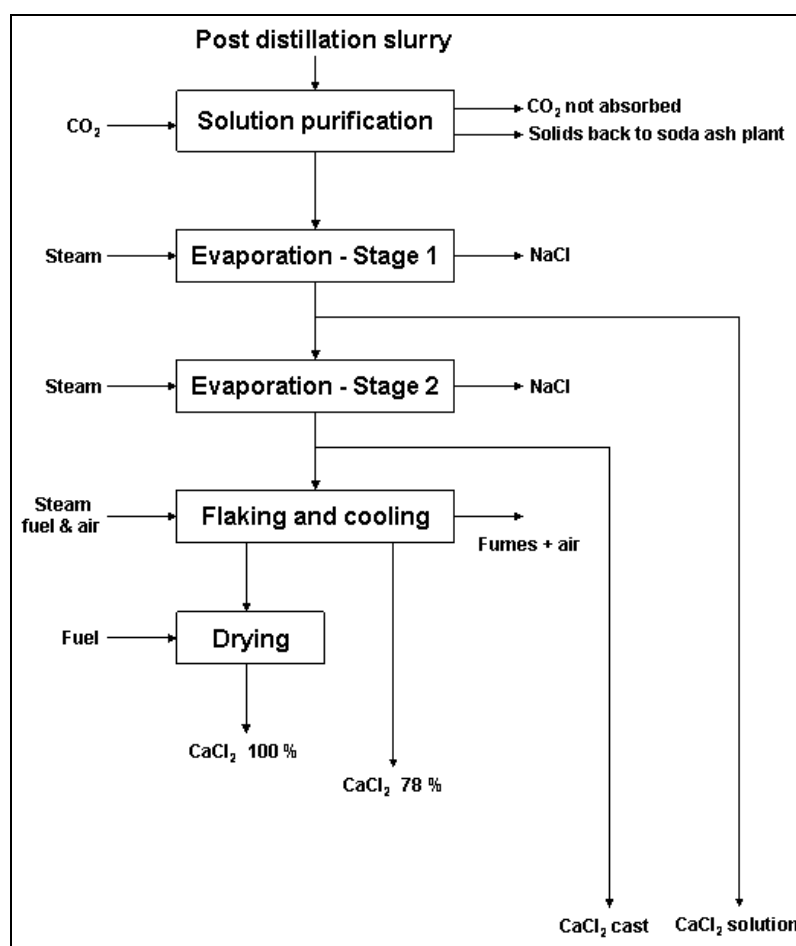 Post distillation slurry
CO₂
Solution purification
CO₂ not absorbed
Solids back to soda ash plant
Steam
Evaporation - Stage 1
NaCl
Steam
Evaporation - Stage 2
NaCl
Steam
fuel & air
Flaking and cooling
Fumes + air
Fuel
Drying
CaCl₂ 100 %
CaCl₂ 78 %
CaCl₂ cast
CaCl₂ solution